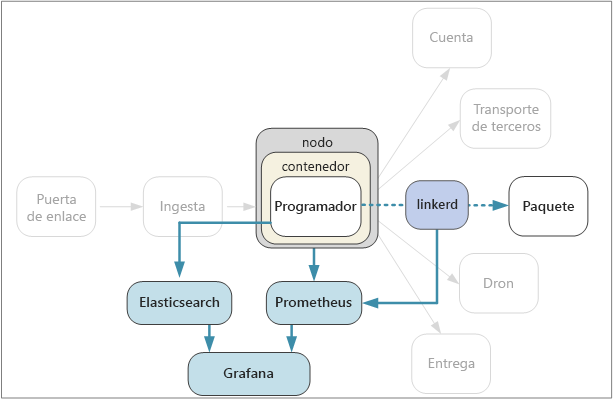 Cuenta
Transporte
de terceros
nodo
contenedor
Puerta
de enlace
Ingesta
Programador
linkerd
Paquete
Elasticsearch
Prometheus
Dron
Grafana
Entrega